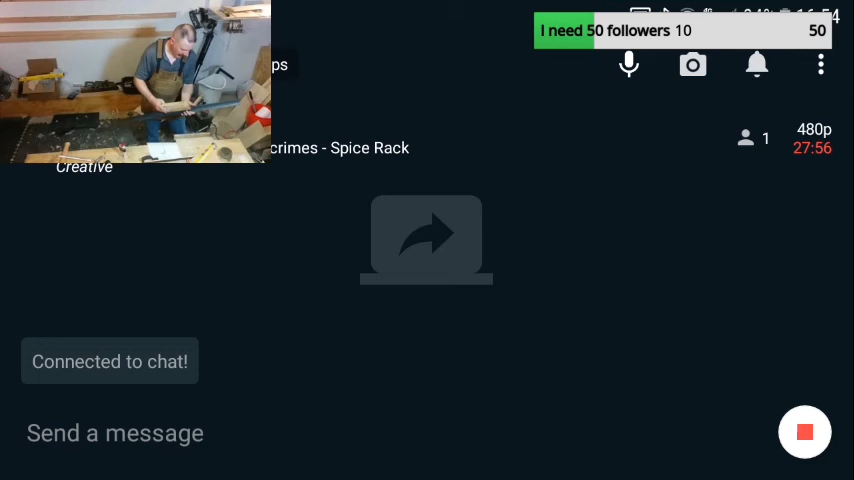 I need 50 followers 10 50
ps
crimes - Spice Rack
1
480p
27:56
Creative
Connected to chat!
Send a message